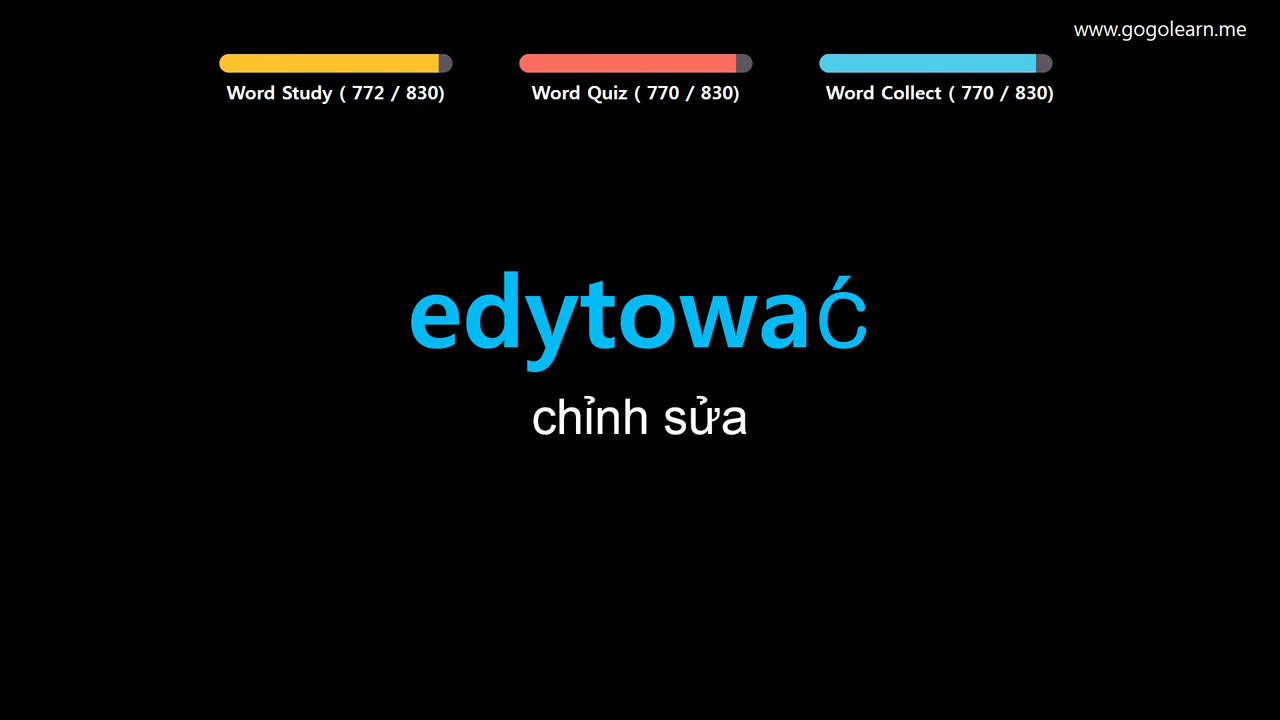 www.gogolearn.me
Word Study ( 772 / 830)
Word Quiz ( 770 / 830)
Word Collect ( 770 / 830)
edytować
chỉnh sửa